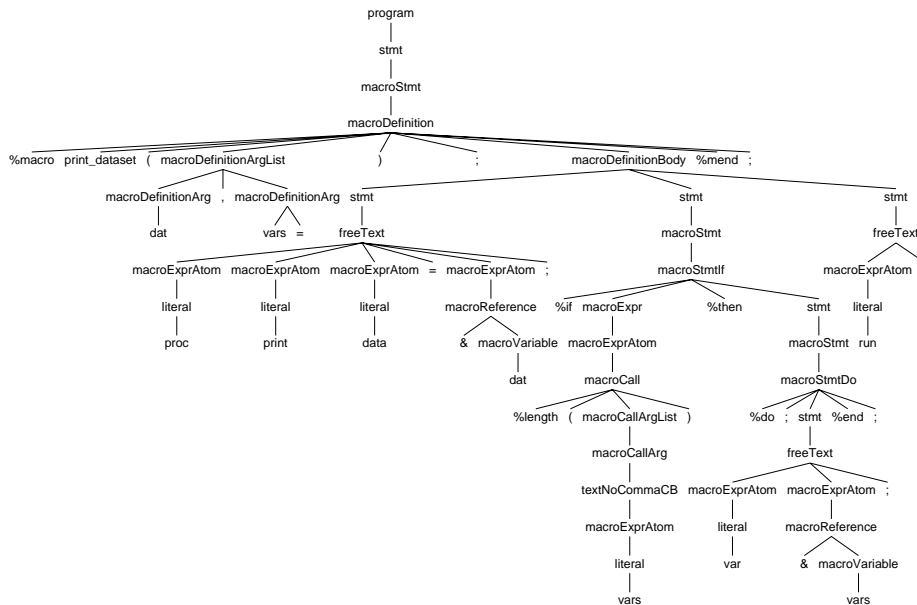 program
stmt
macroStmt
macroDefinition
%macro print_dataset ( macroDefinitionArgList ) ; macroDefinitionBody %mend ;
macroDefinitionArg , macroDefinitionArg stmt stmt stmt
dat vars = freeText macroStmt freeText
macroExprAtom macroExprAtom macroExprAtom = macroExprAtom ; macroStmtIf macroExprAtom
literal literal literal macroReference %if macroExpr %then stmt literal
proc print data & macroVariable macroExprAtom macroStmt run
dat macroCall macroStmtDo
%length ( macroCallArgList ) %do ; stmt %end ;
macroCallArg freeText
textNoCommaCB macroExprAtom macroExprAtom ;
macroExprAtom literal macroReference
literal var & macroVariable
vars vars